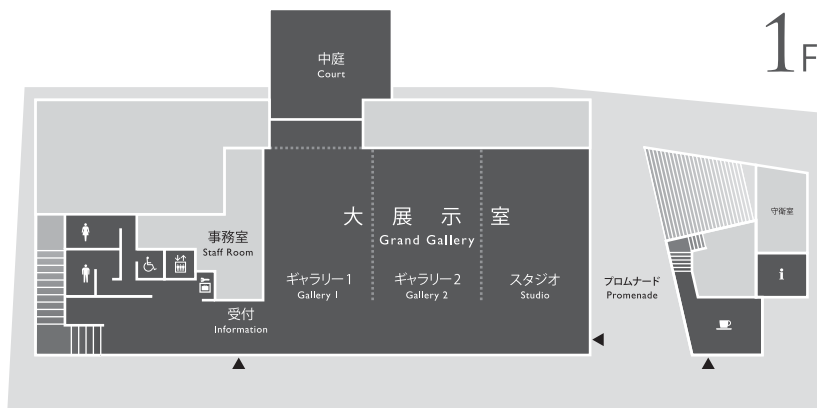 1F
中庭
Court
大展示室
Grand Gallery
事務室
Staff Room
守衛室
ギャラリー1
Gallery 1
ギャラリー2
Gallery 2
スタジオ
Studio
プロムナード
Promenade
i
受付
Information